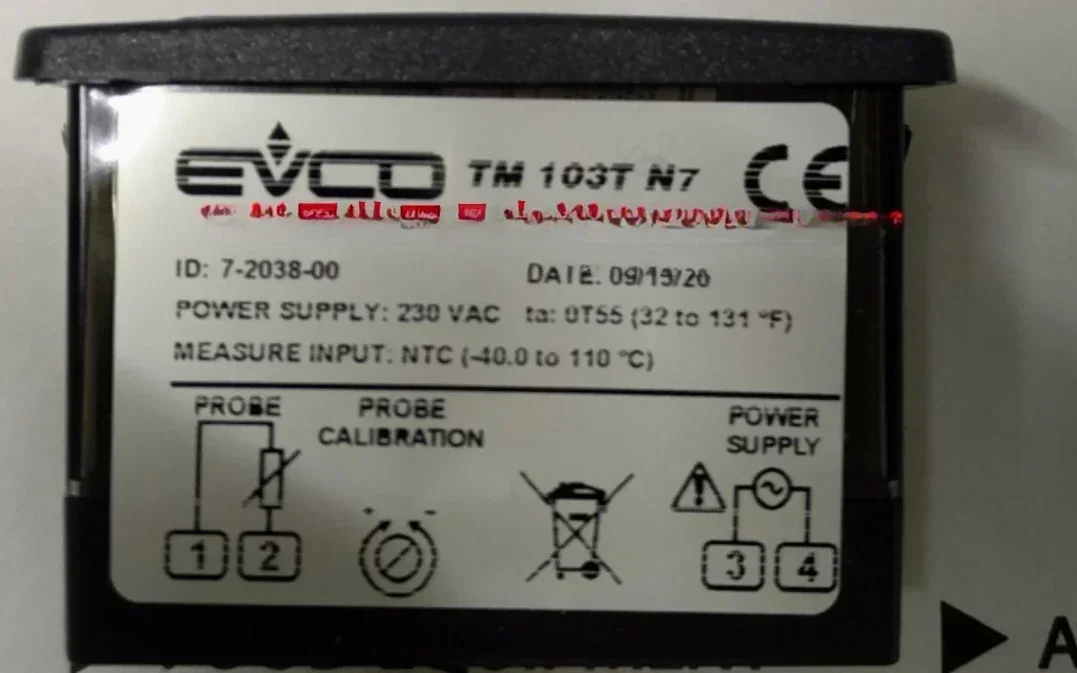 EVCO TM 103T N7 CE
ID: 7-2038-00 DATE: 09/19/20
POWER SUPPLY: 230 VAC ta: 0T55 (32 to 131 °F)
MEASURE INPUT: NTC (-40.0 to 110 °C)
PROBE PROBE CALIBRATION POWER SUPPLY
+ -
1 2 3 4
A